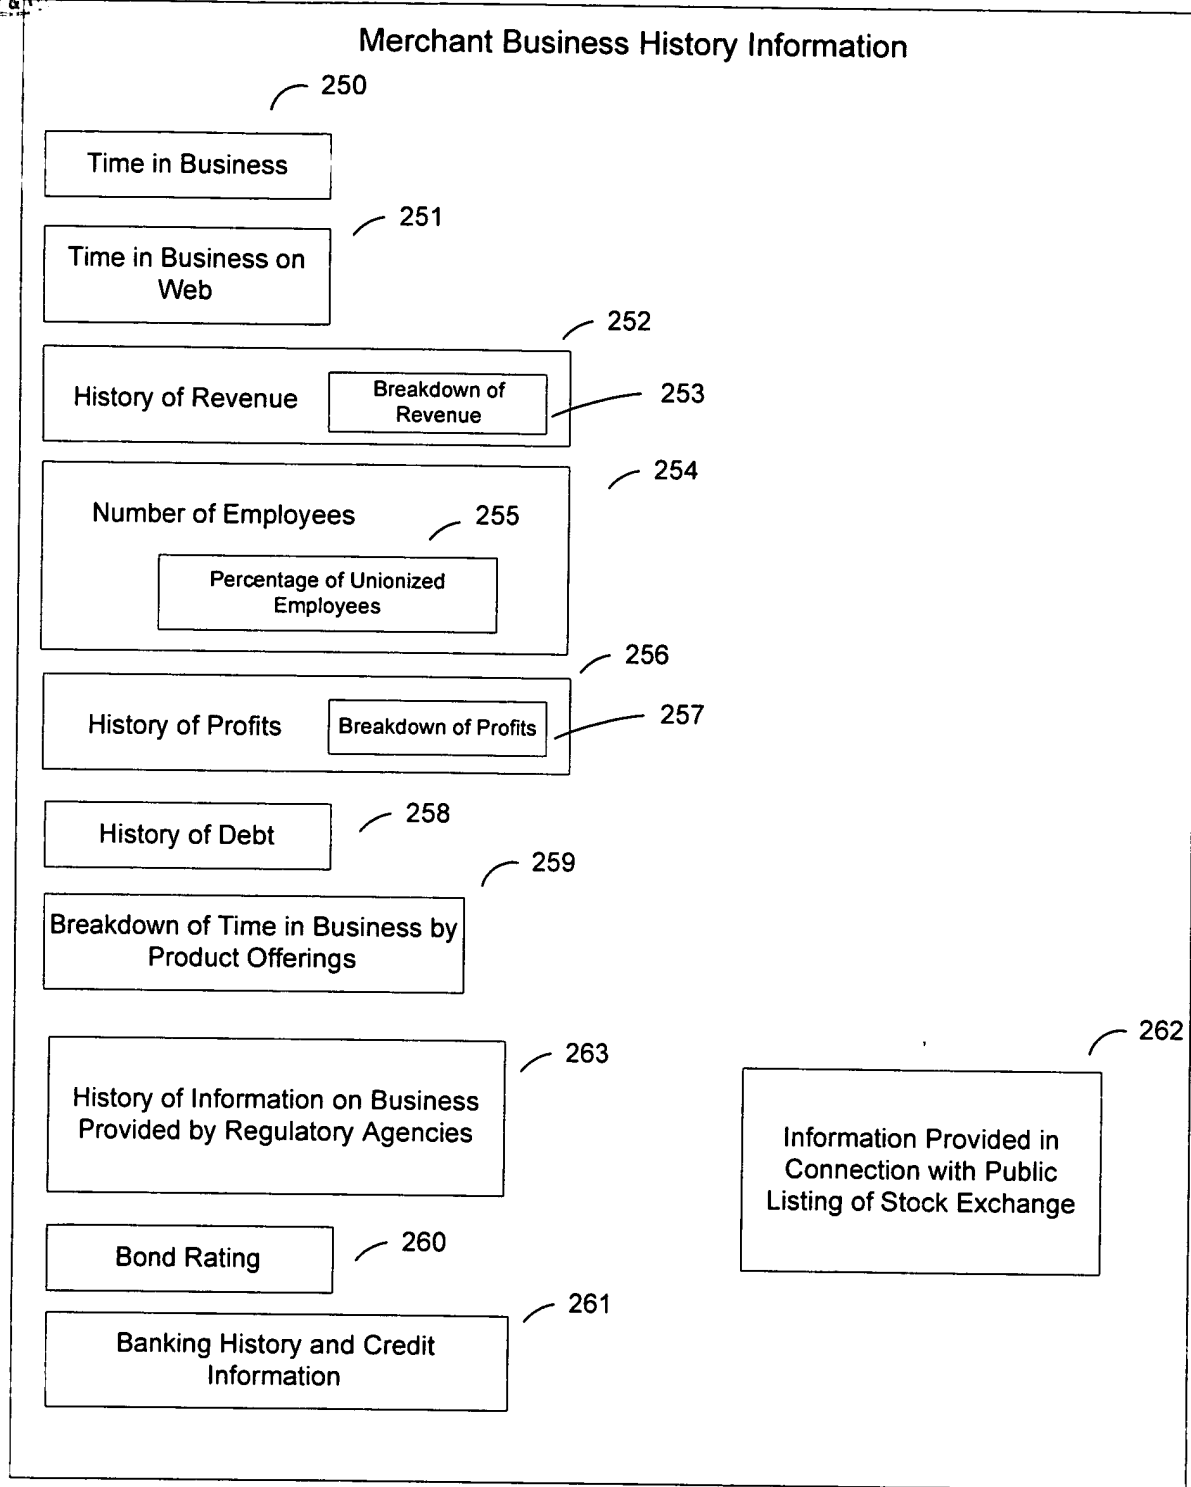 Merchant Business History Information
250
Time in Business
251
Time in Business on
Web
252
History of Revenue
Breakdown of
Revenue
253
254
Number of Employees
255
Percentage of Unionized
Employees
256
History of Profits
Breakdown of Profits
257
History of Debt
258
259
Breakdown of Time in Business by
Product Offerings
263
History of Information on Business
Provided by Regulatory Agencies
262
Information Provided in
Connection with Public
Listing of Stock Exchange
Bond Rating
260
261
Banking History and Credit
Information